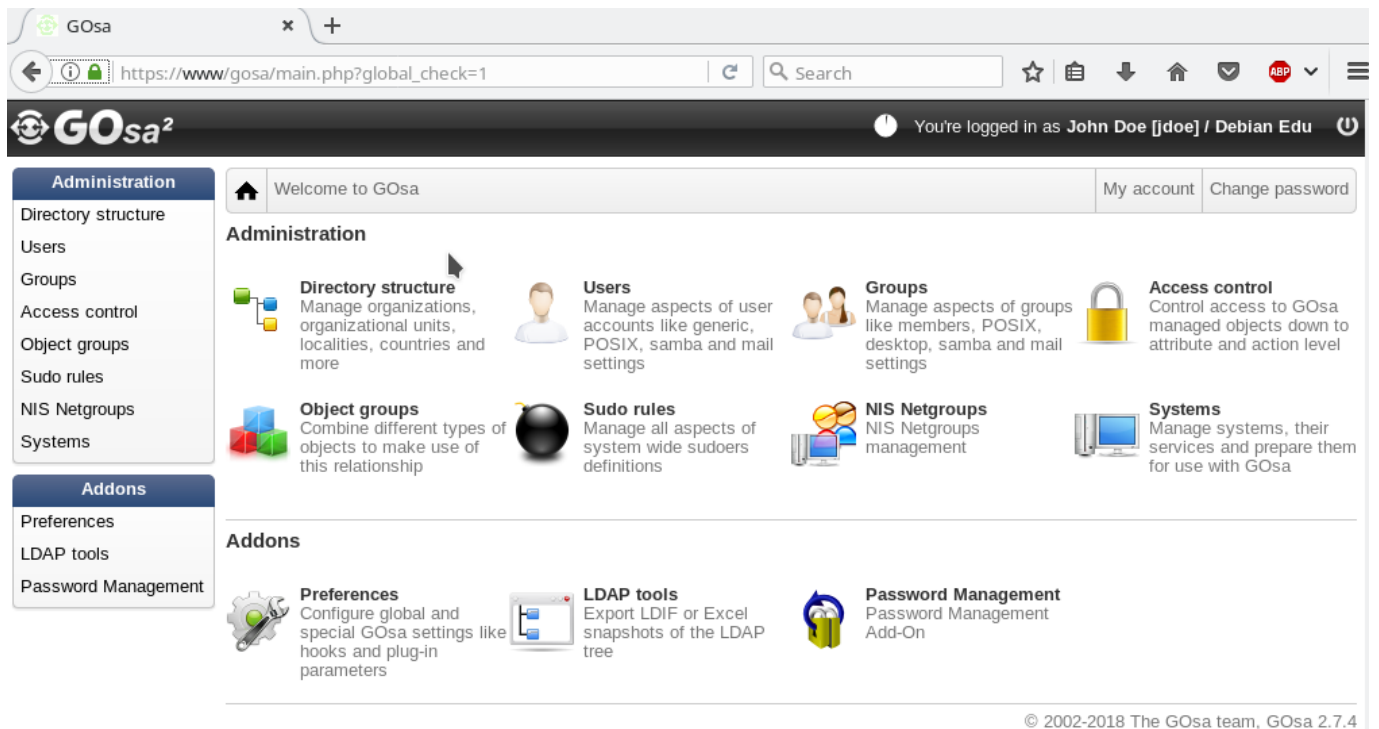 GOsa
https://www/gosa/main.php?global_check=1
Search
ABP
GOsa²
You're logged in as John Doe [jdoe] / Debian Edu
Administration
Directory structure
Users
Groups
Access control
Object groups
Sudo rules
NIS Netgroups
Systems
Addons
Preferences
LDAP tools
Password Management
Welcome to GOsa
My account
Change password
Administration
Directory structure
Manage organizations,
organizational units,
localities, countries and
more
Users
Manage aspects of user
accounts like generic,
POSIX, samba and mail
settings
Groups
Manage aspects of groups
like members, POSIX,
desktop, samba and mail
settings
Access control
Control access to GOsa
managed objects down to
attribute and action level
Object groups
Combine different types of
objects to make use of
this relationship
Sudo rules
Manage all aspects of
system wide sudoers
definitions
NIS Netgroups
NIS Netgroups
management
Systems
Manage systems, their
services and prepare them
for use with GOsa
Addons
Preferences
Configure global and
special GOsa settings like
hooks and plug-in
parameters
LDAP tools
Export LDIF or Excel
snapshots of the LDAP
tree
Password Management
Password Management
Add-On
© 2002-2018 The GOsa team, GOsa 2.7.4